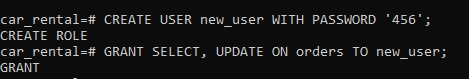 car_rental=# CREATE USER new_user WITH PASSWORD '456';
CREATE ROLE
car_rental=# GRANT SELECT, UPDATE ON orders TO new_user;
GRANT